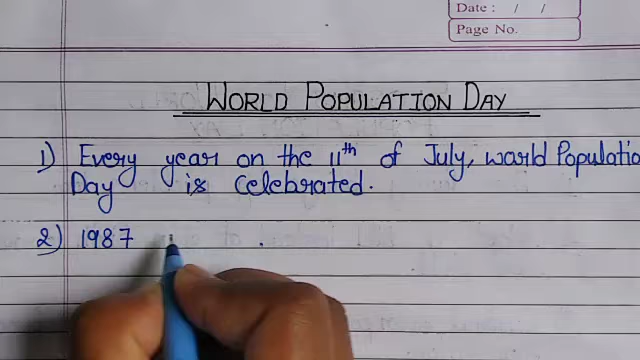 Date : / /
Page No.
WORLD POPULATION DAY
1) Every year on the 11th of July, world Populatio
Day is Celebrated.
2) 1987